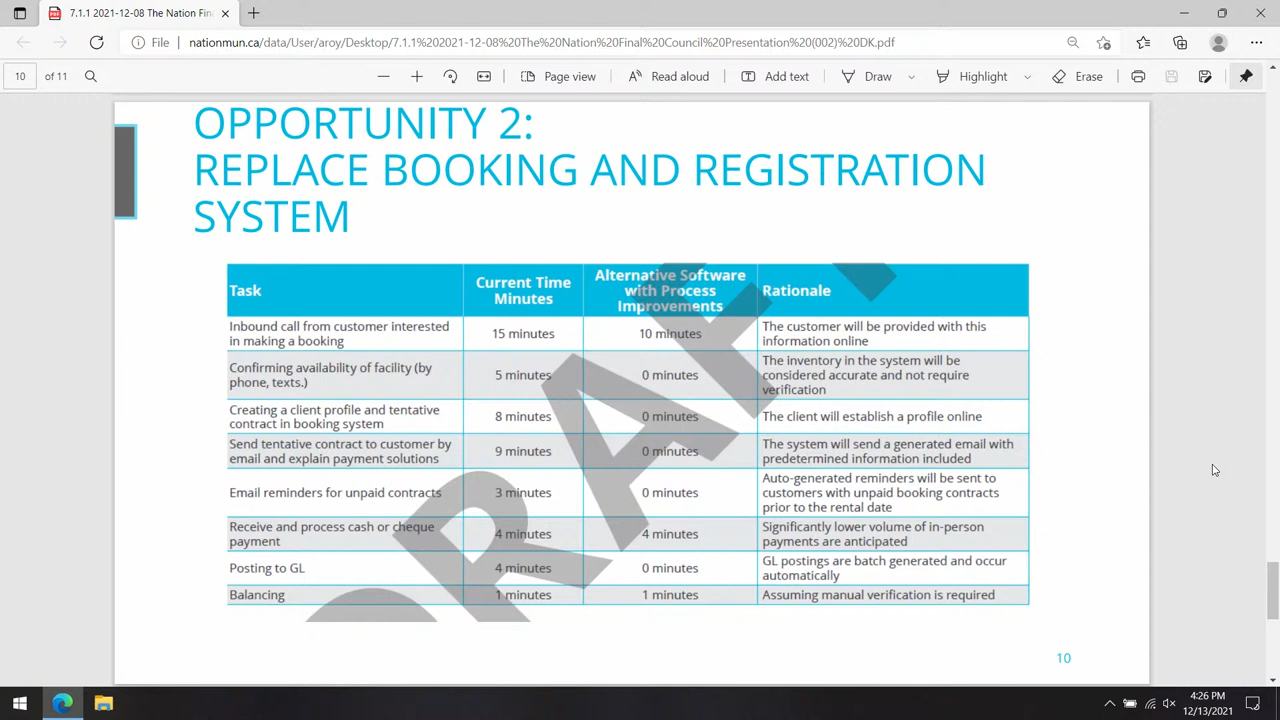 7.1.1 2021-12-08 The Nation Fina
File nationmun.ca/data/User/aroy/Desktop/7.1.1%202021-12-08%20The%20Nation%20Final%20Council%20Presentation%20(002)%20DK.pdf
10 of 11 Page view Read aloud Add text Draw Highlight Erase
OPPORTUNITY 2:
REPLACE BOOKING AND REGISTRATION
SYSTEM
Task
Current Time
Minutes
Alternative Software
with Process
Improvements
Rationale
Inbound call from customer interested
in making a booking
15 minutes
10 minutes
The customer will be provided with this
information online
Confirming availability of facility (by
phone, texts.)
5 minutes
0 minutes
The inventory in the system will be
considered accurate and not require
verification
Creating a client profile and tentative
contract in booking system
8 minutes
0 minutes
The client will establish a profile online
Send tentative contract to customer by
email and explain payment solutions
9 minutes
0 minutes
The system will send a generated email with
predetermined information included
Email reminders for unpaid contracts
3 minutes
0 minutes
Auto-generated reminders will be sent to
customers with unpaid booking contracts
prior to the rental date
Receive and process cash or cheque
payment
4 minutes
4 minutes
Significantly lower volume of in-person
payments are anticipated
Posting to GL
4 minutes
0 minutes
GL postings are batch generated and occur
automatically
Balancing
1 minutes
1 minutes
Assuming manual verification is required
DRAFT
10
4:26 PM
12/13/2021